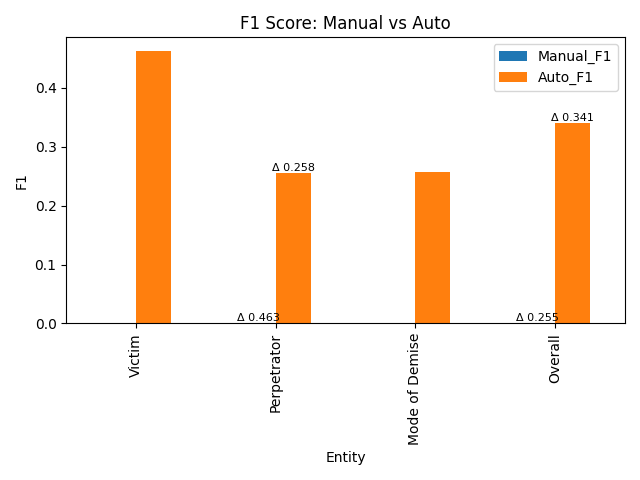 F1 Score: Manual vs Auto
Manual_F1
Auto_F1
F1
0.4
0.3
0.2
0.1
0.0
Δ 0.341
Δ 0.258
Δ 0.463
Δ 0.255
Victim
Perpetrator
Mode of Demise
Overall
Entity